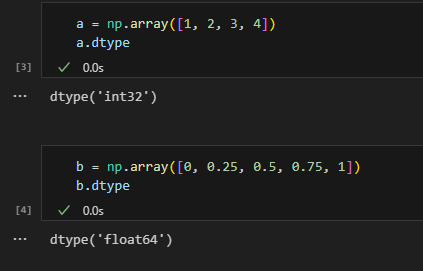 a = np.array([1, 2, 3, 4])
a.dtype
[3] ✓ 0.0s
... dtype('int32')
b = np.array([0, 0.25, 0.5, 0.75, 1])
b.dtype
[4] ✓ 0.0s
... dtype('float64')